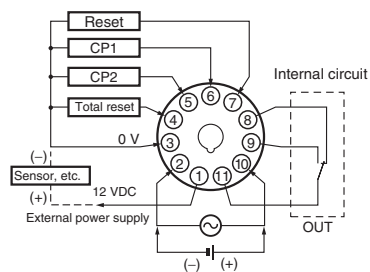 Reset
CP1
CP2
Total reset
Internal circuit
6
5
7
4
8
0 V
3
9
2
10
1
11
(–)
Sensor, etc.
(+)
12 VDC
External power supply
OUT
(–)
(+)